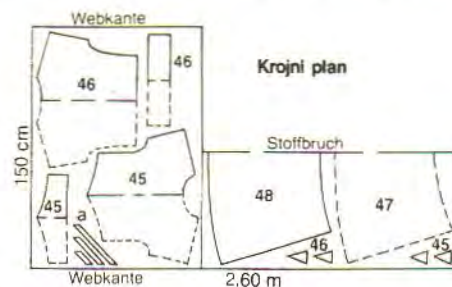 Webkante
46
46
Krojni plan
150 cm
Stoffbruch
45
45
a
48
47
46
45
Webkante
2,60 m